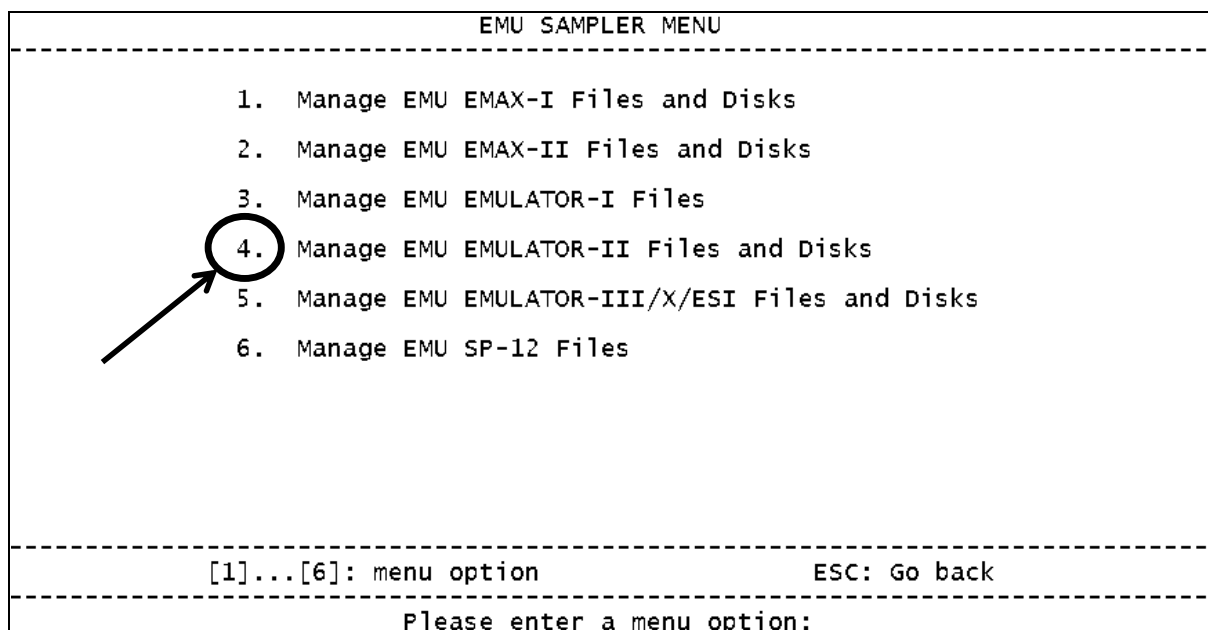 EMU SAMPLER MENU
1. Manage EMU EMAX-I Files and Disks
2. Manage EMU EMAX-II Files and Disks
3. Manage EMU EMULATOR-I Files
4. Manage EMU EMULATOR-II Files and Disks
5. Manage EMU EMULATOR-III/X/ESI Files and Disks
6. Manage EMU SP-12 Files
[1]...[6]: menu option ESC: Go back
Please enter a menu option: